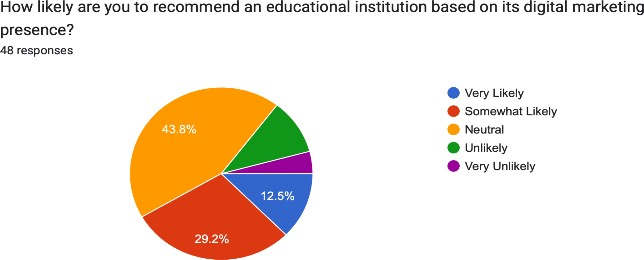 How likely are you to recommend an educational institution based on its digital marketing
presence?
48 responses
Very Likely
Somewhat Likely
Neutral
Unlikely
Very Unlikely
43.8%
12.5%
29.2%